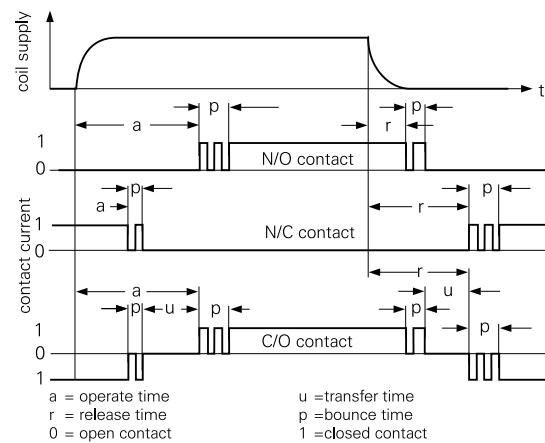 coil supply
t
p
p
a
r
1
0
N/O contact
p
p
a
r
contact current
1
0
N/C contact
a
r
p
u
p
p
u
p
1
0
C/O contact
1
a = operate time
u = transfer time
r = release time
p = bounce time
0 = open contact
1 = closed contact